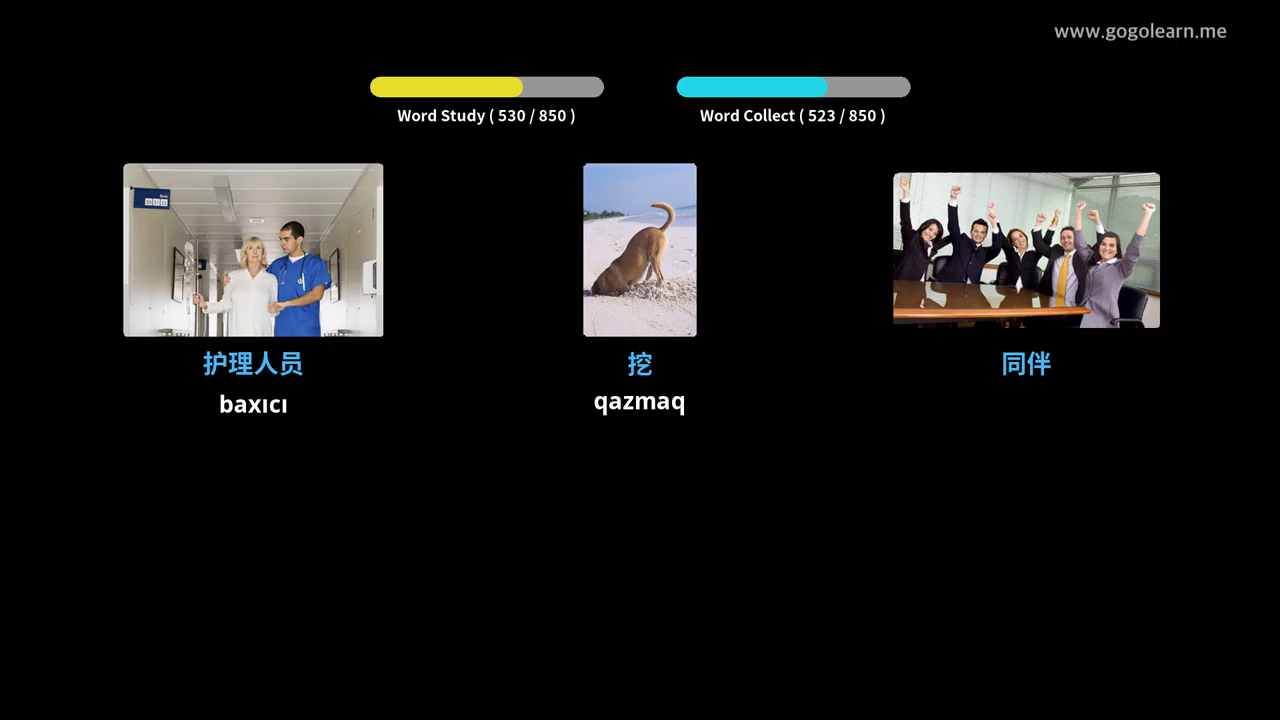 www.gogolearn.me
Word Study ( 530 / 850 )
Word Collect ( 523 / 850 )
护理人员
挖
同伴
baxıcı
qazmaq